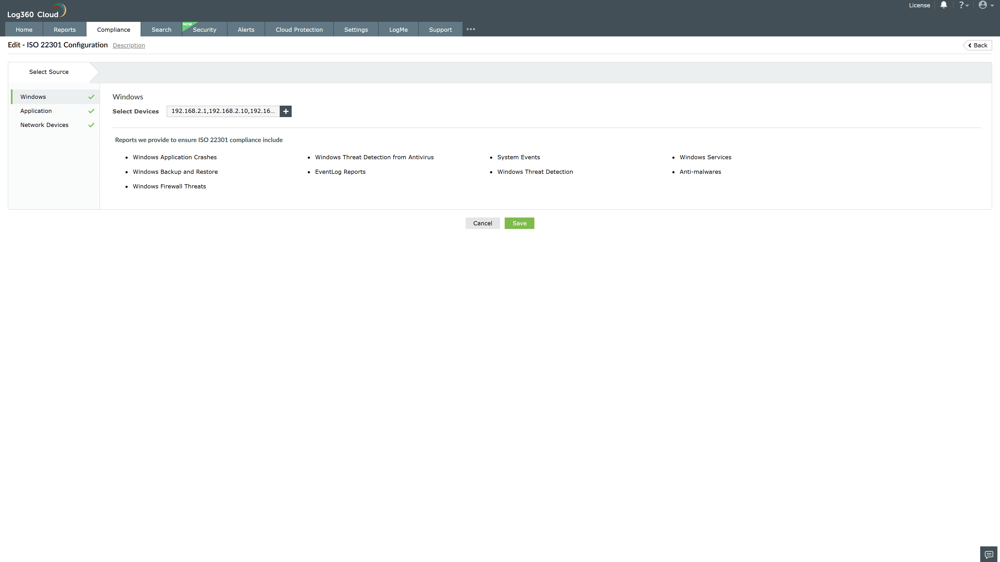 Log360 Cloud
License
?
Home
Reports
Compliance
Search
NEW
Security
Alerts
Cloud Protection
Settings
LogMe
Support
Edit - ISO 22301 Configuration
Description
Back
Select Source
Windows
Application
Network Devices
Windows
Select Devices
192.168.2.1,192.168.2.10,192.16...
Reports we provide to ensure ISO 22301 compliance include
Windows Application Crashes
Windows Threat Detection from Antivirus
System Events
Windows Services
Windows Backup and Restore
EventLog Reports
Windows Threat Detection
Anti-malwares
Windows Firewall Threats
Cancel
Save